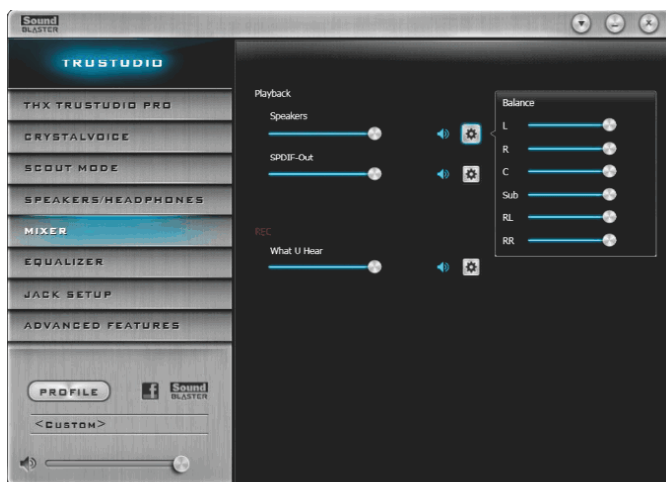 Sound
BLASTER
TRUSTUDIO
THX TRUSTUDIO PRO
CRYSTALVOICE
SCOUT MODE
SPEAKERS/HEADPHONES
MIXER
EQUALIZER
JACK SETUP
ADVANCED FEATURES
PROFILE
f
Sound
BLASTER
<CUSTOM>
Playback
Speakers
SPDIF-Out
REC
What U Hear
Balance
L
R
C
Sub
RL
RR